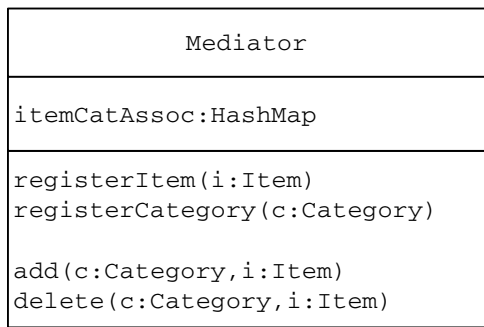 Mediator
itemCatAssoc:HashMap
registerItem(i:Item)
registerCategory(c:Category)
add(c:Category,i:Item)
delete(c:Category,i:Item)